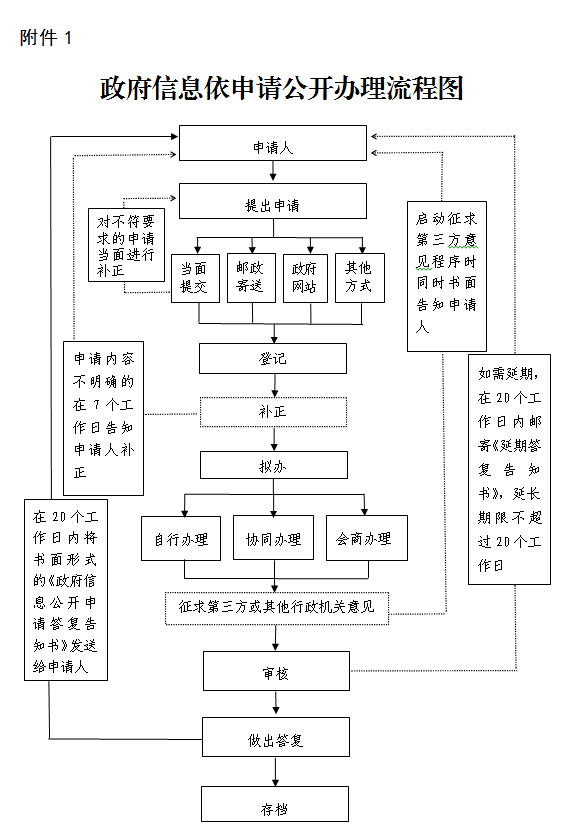 附件 1
政府信息依申请公开办理流程图
申请人
提出申请
对不符要
求的申请
当面进行
补正
当面
提交
邮政
寄送
政府
网站
其他
方式
启动征求
第三方意
见程序时
同时书面
告知申请
人
登记
申请内容
不明确的
在 7 个工
作日告知
申请人补
正
补正
如需延期，
在 20 个工
作日内邮
寄《延期答
复告知
书》，延长
期限不超
过 20 个工
作日
拟办
在 20 个工
作日内将
书面形式
的《政府信
息公开申
请答复告
知书》发送
给申请人
自行办理
协同办理
会商办理
征求第三方或其他行政机关意见
审核
做出答复
存档